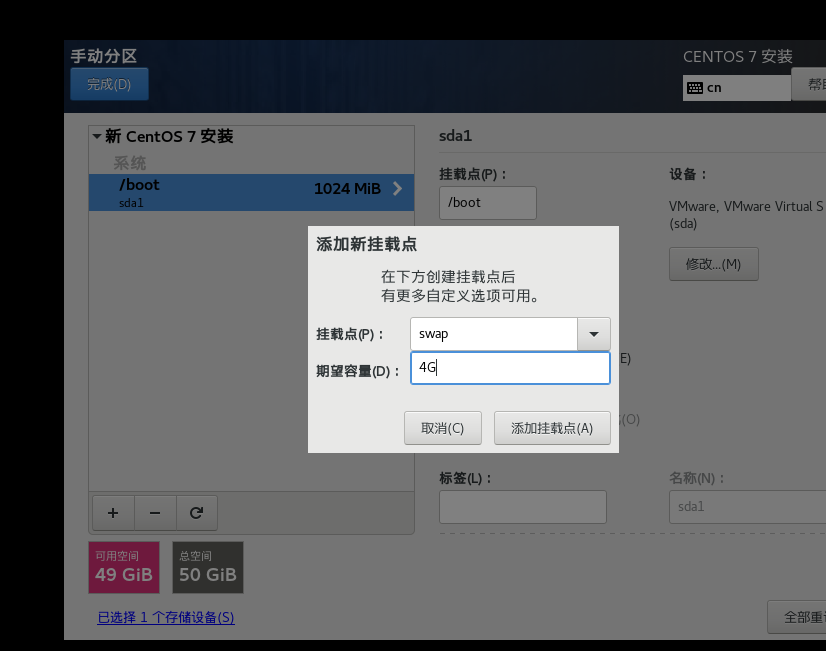 手动分区
CENTOS 7 安装
完成(D)
cn
新 CentOS 7 安装
系统
/boot
1024 MiB
sda1
sda1
挂载点(P)：
设备：
/boot
VMware, VMware Virtual S
(sda)
修改...(M)
添加新挂载点
在下方创建挂载点后
有更多自定义选项可用。
挂载点(P)：
swap
期望容量(D)：
4G
取消(C)
添加挂载点(A)
E)
(O)
标签(L)：
名称(N)：
sda1
可用空间
49 GiB
总空间
50 GiB
已选择 1 个存储设备(S)
全部重